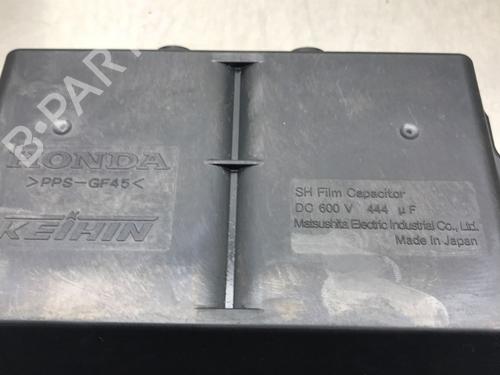 HONDA
>PPS-GF45<
KEIHIN
SH Film Capacitor
DC 600 V 444 µF
Matsushita Electric Industrial Co., Ltd.
Made in Japan
B-PARTS